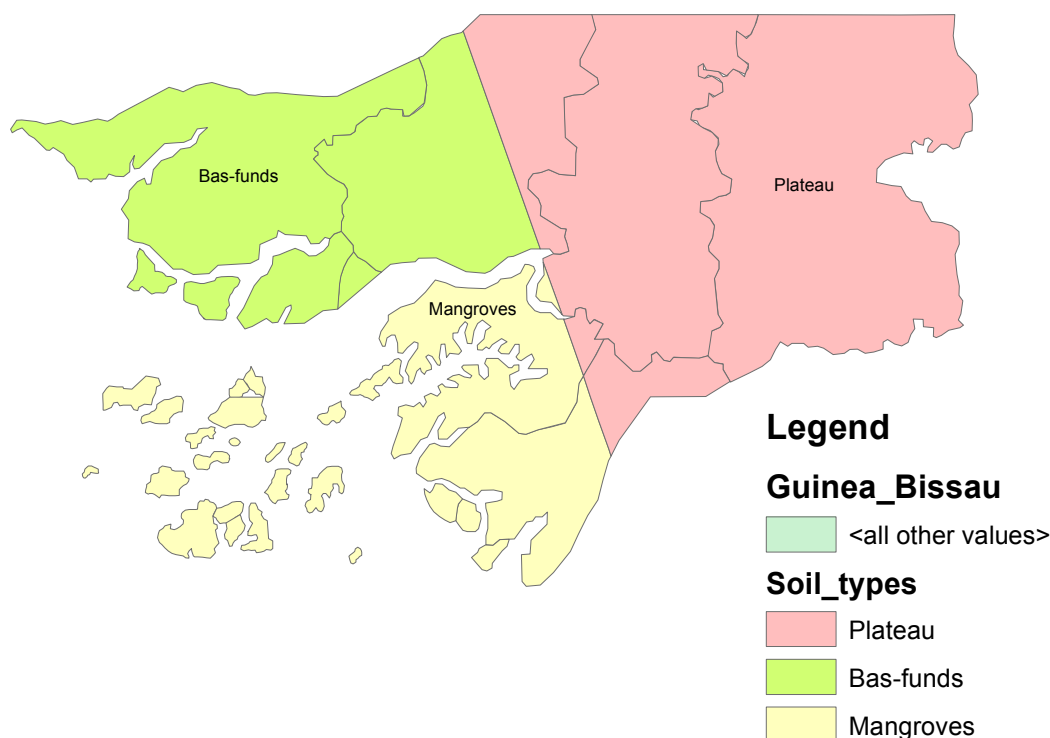 Bas-funds
Plateau
Mangroves
Legend
Guinea_Bissau
<all other values>
Soil_types
Plateau
Bas-funds
Mangroves